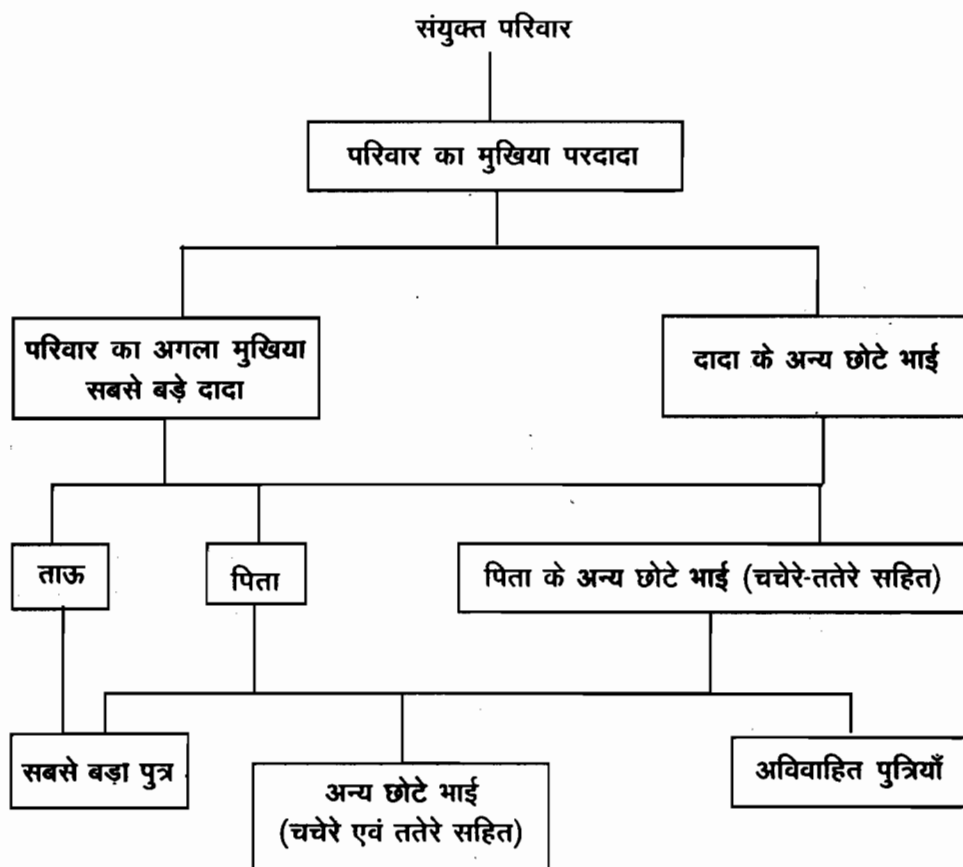 संयुक्त परिवार
परिवार का मुखिया परदादा
परिवार का अगला मुखिया
सबसे बड़े दादा
दादा के अन्य छोटे भाई
ताऊ
पिता
पिता के अन्य छोटे भाई (चचेरे-ततेरे सहित)
सबसे बड़ा पुत्र
अन्य छोटे भाई
(चचेरे एवं ततेरे सहित)
अविवाहित पुत्रियाँ